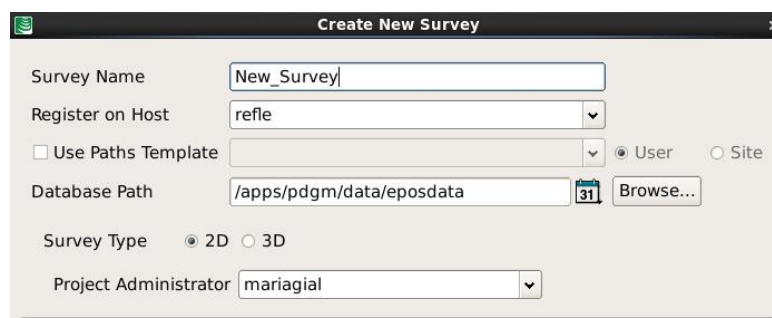 Create New Survey
Survey Name New_Survey
Register on Host refle
Use Paths Template User Site
Database Path /apps/pdgm/data/eposdata 31 Browse...
Survey Type 2D 3D
Project Administrator mariagial